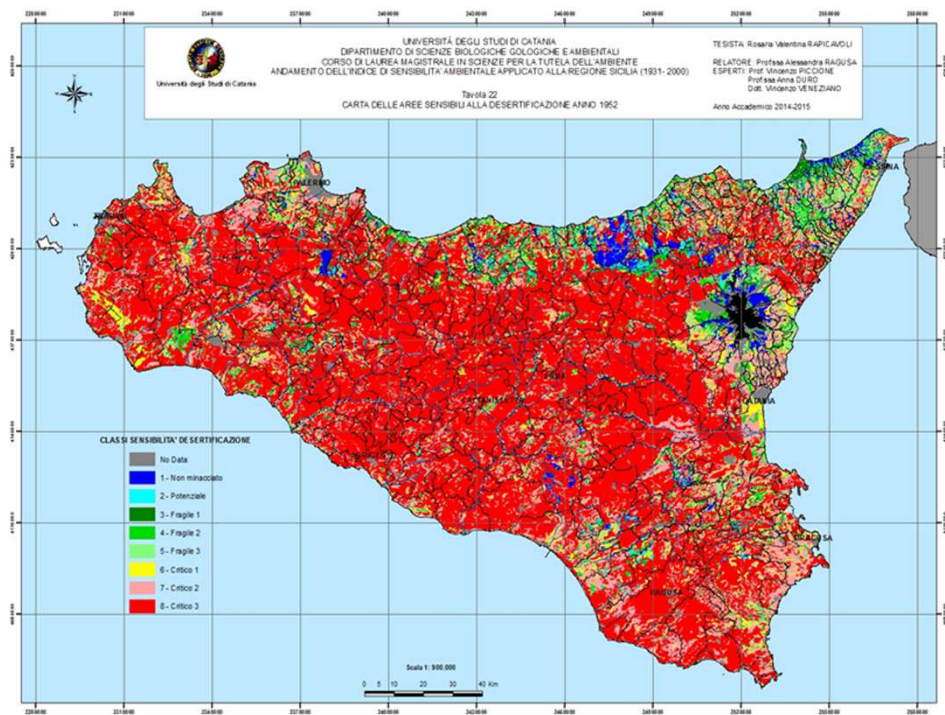 UNIVERSITÀ DEGLI STUDI DI CATANIA
DIPARTIMENTO DI SCIENZE BIOLOGICHE GOLOGICHE E AMBIENTALI
CORSO DI LAUREA MAGISTRALE IN SCIENZE PER LA TUTELA DELL'AMBIENTE
ANDAMENTO DELL'INDICE DI SENSIBILITA' AMBIENTALE APPLICATO ALLA REGIONE SICILIA (1931- 2000)
Tavola 22
CARTA DELLE AREE SENSIBILI ALLA DESERTIFICAZIONE ANNO 1952
Università degli Studi di Catania
TESISTA: Rosaria Valentina RAPICAVOLI
RELATORE: Prof.ssa Alessandra RAGUSA
ESPERTI: Prof. Vincenzo PICCIONE
Prof.ssa Anna DURO
Dott. Vincenzo VENEZIANO
Anno Accademico 2014-2015
PALERMO
CATANIA
RAGUSA
CLASSI SENSIBILITA' DESERTIFICAZIONE
No Data
1 - Non minacciato
2 - Potenziale
3 - Fragile 1
4 - Fragile 2
5 - Fragile 3
6 - Critico 1
7 - Critico 2
8 - Critico 3
Scala 1: 900.000
0 5 10 20 30 40 Km